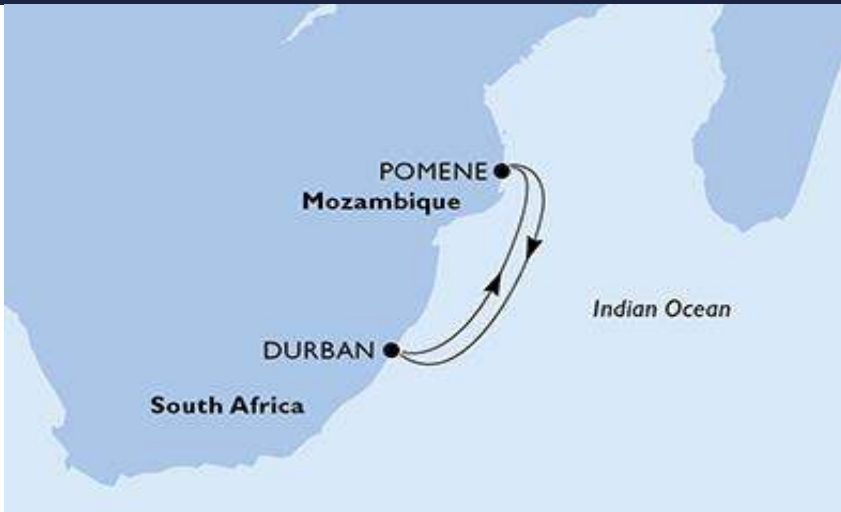 POMENE
Mozambique
Indian Ocean
DURBAN
South Africa